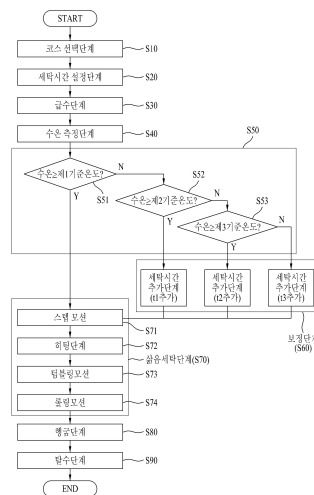 START
코스 선택단계
S10
세탁시간 설정단계
S20
급수단계
S30
수온 측정단계
S40
S50
수온≥제1기준온도?
N
S51
Y
S52
수온≥제2기준온도?
N
Y
S53
수온≥제3기준온도?
N
Y
세탁시간
추가단계
(t1추가)
세탁시간
추가단계
(t2추가)
세탁시간
추가단계
(t3추가)
보정단계
(S60)
스텝 모션
S71
히팅단계
S72
삶음세탁단계(S70)
텀블링모션
S73
롤링모션
S74
행굼단계
S80
탈수단계
S90
END